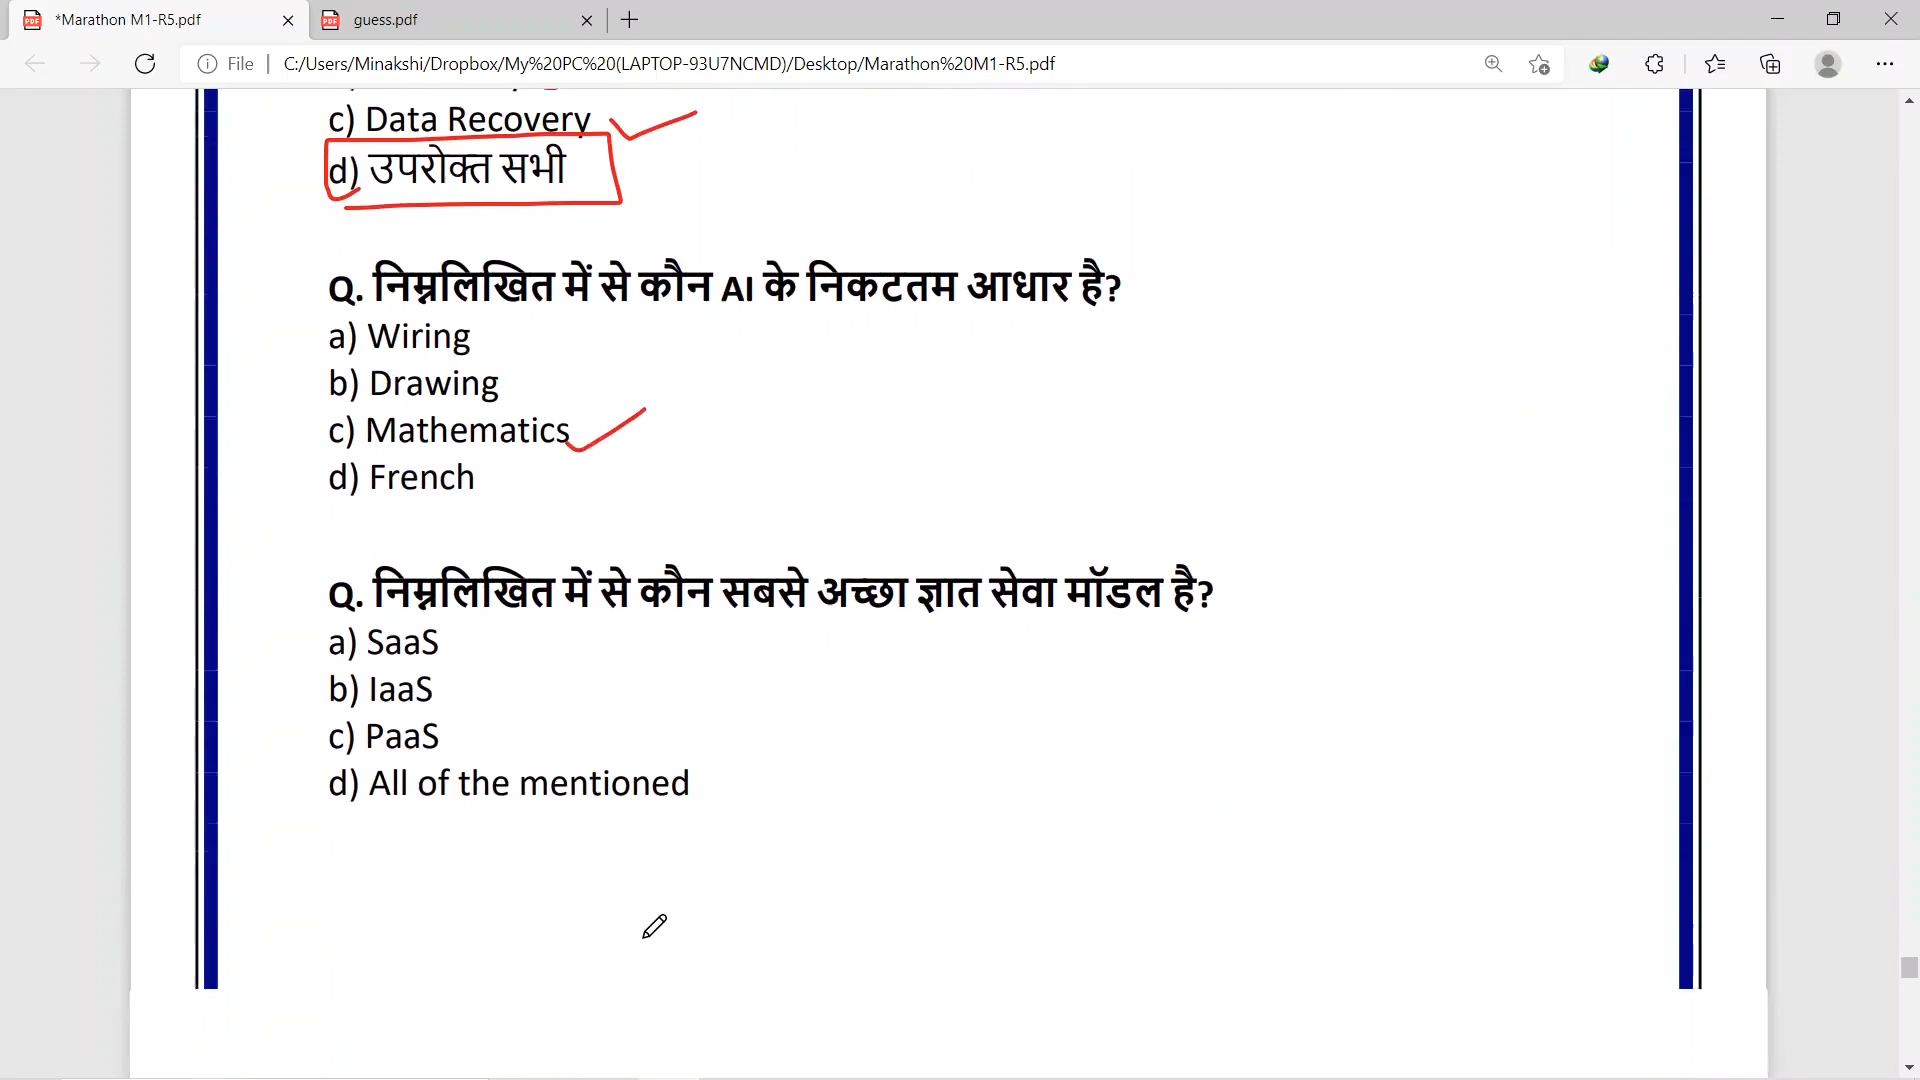 *Marathon M1-R5.pdf
guess.pdf
File
C:/Users/Minakshi/Dropbox/My%20PC%20(LAPTOP-93U7NCMD)/Desktop/Marathon%20M1-R5.pdf
c) Data Recovery
d) उपरोक्त सभी
Q. निम्नलिखित में से कौन AI के निकटतम आधार है?
a) Wiring
b) Drawing
c) Mathematics
d) French
Q. निम्नलिखित में से कौन सबसे अच्छा ज्ञात सेवा मॉडल है?
a) SaaS
b) IaaS
c) PaaS
d) All of the mentioned